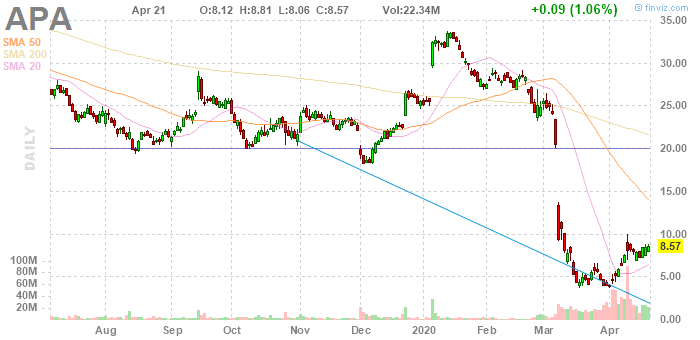 © finviz.com
APA Apr 21 O:8.12 H:8.81 L:8.06 C:8.57 Vol:22.34M +0.09 (1.06%)
SMA 50
SMA 200
SMA 20
DAILY
35.00
30.00
25.00
20.00
15.00
10.00
8.57
5.00
0.00
100M
80M
60M
40M
20M
Aug Sep Oct Nov Dec 2020 Feb Mar Apr